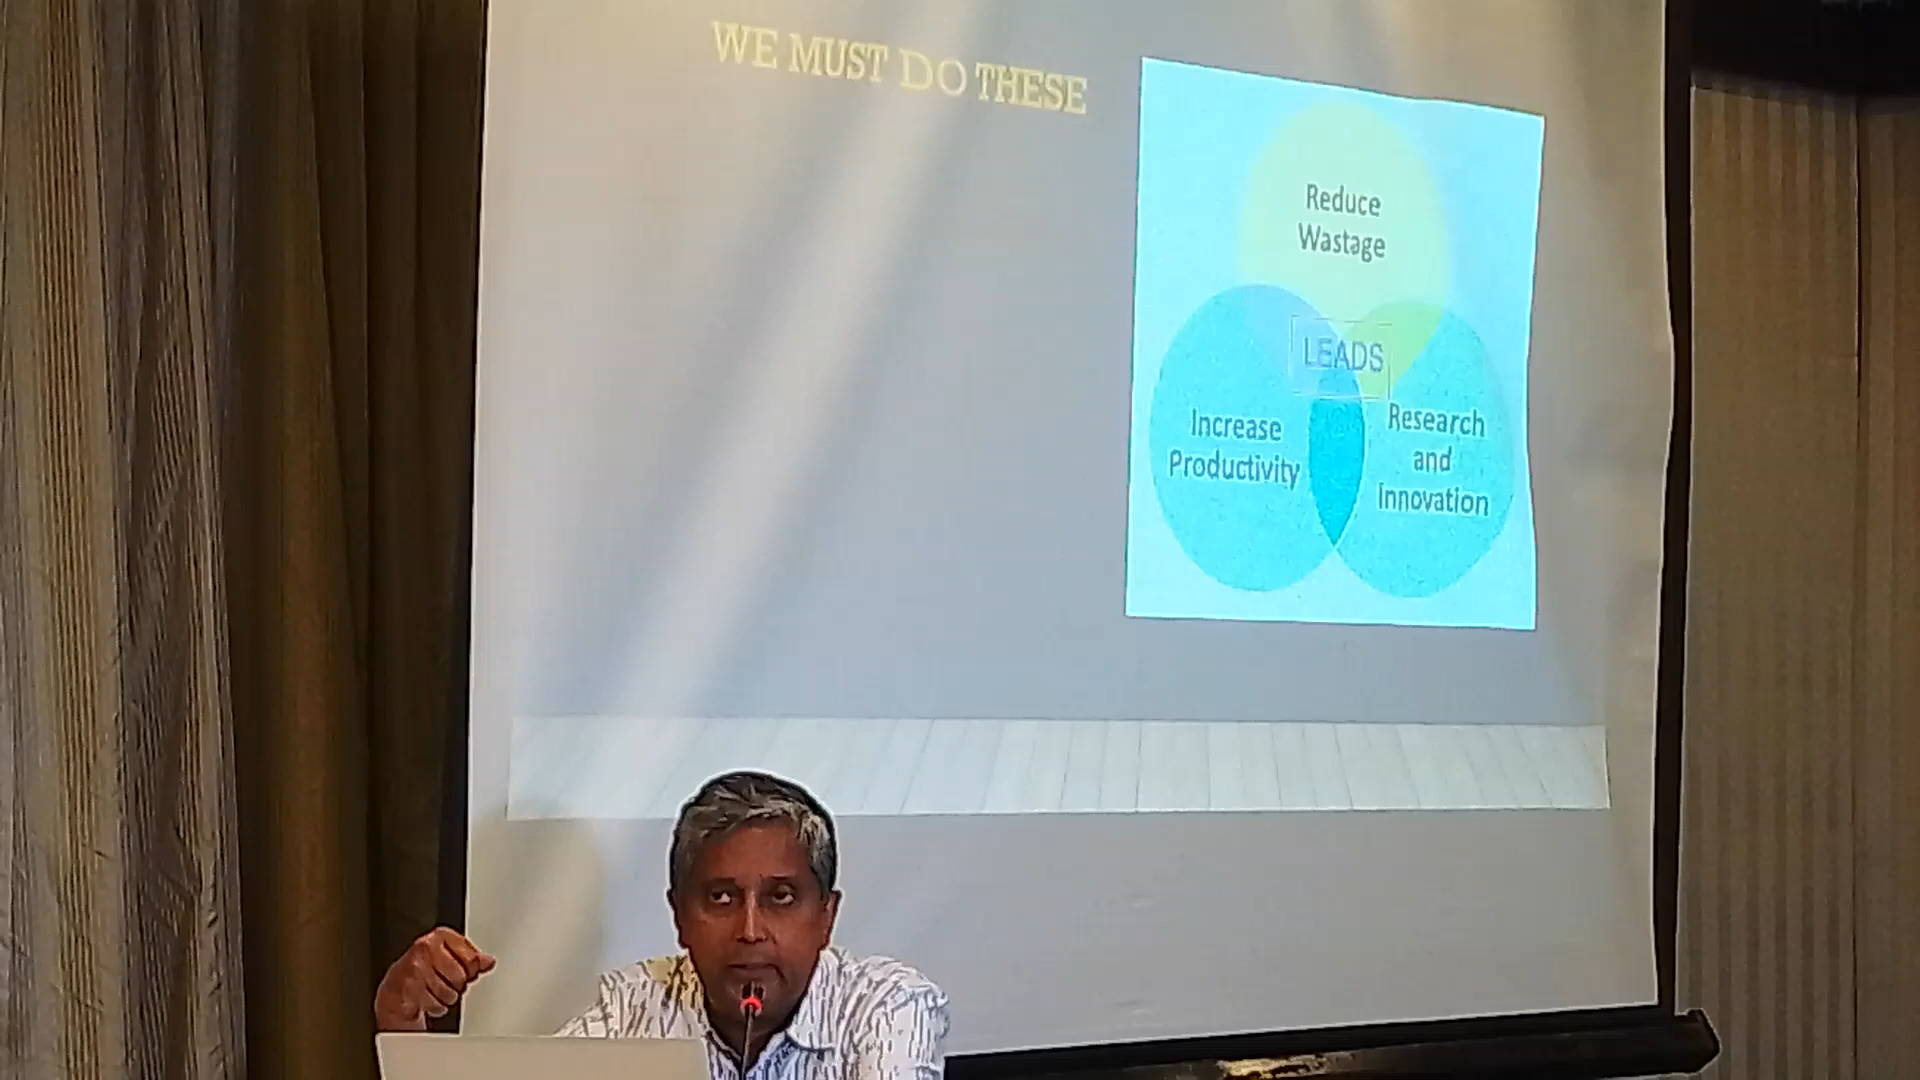 WE MUST DO THESE
Reduce
Wastage
LEADS
Increase
Productivity
Research
and
Innovation